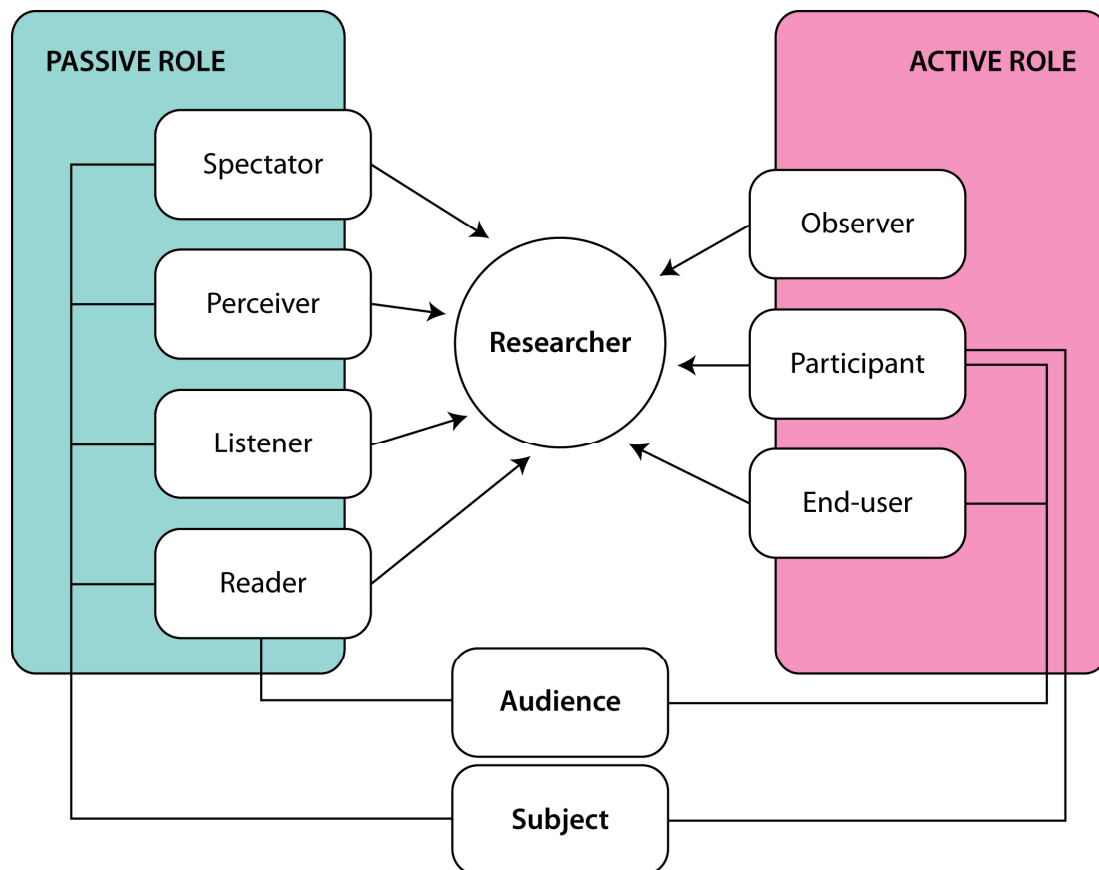 PASSIVE ROLE
Spectator
Perceiver
Listener
Reader
Researcher
ACTIVE ROLE
Observer
Participant
End-user
Audience
Subject